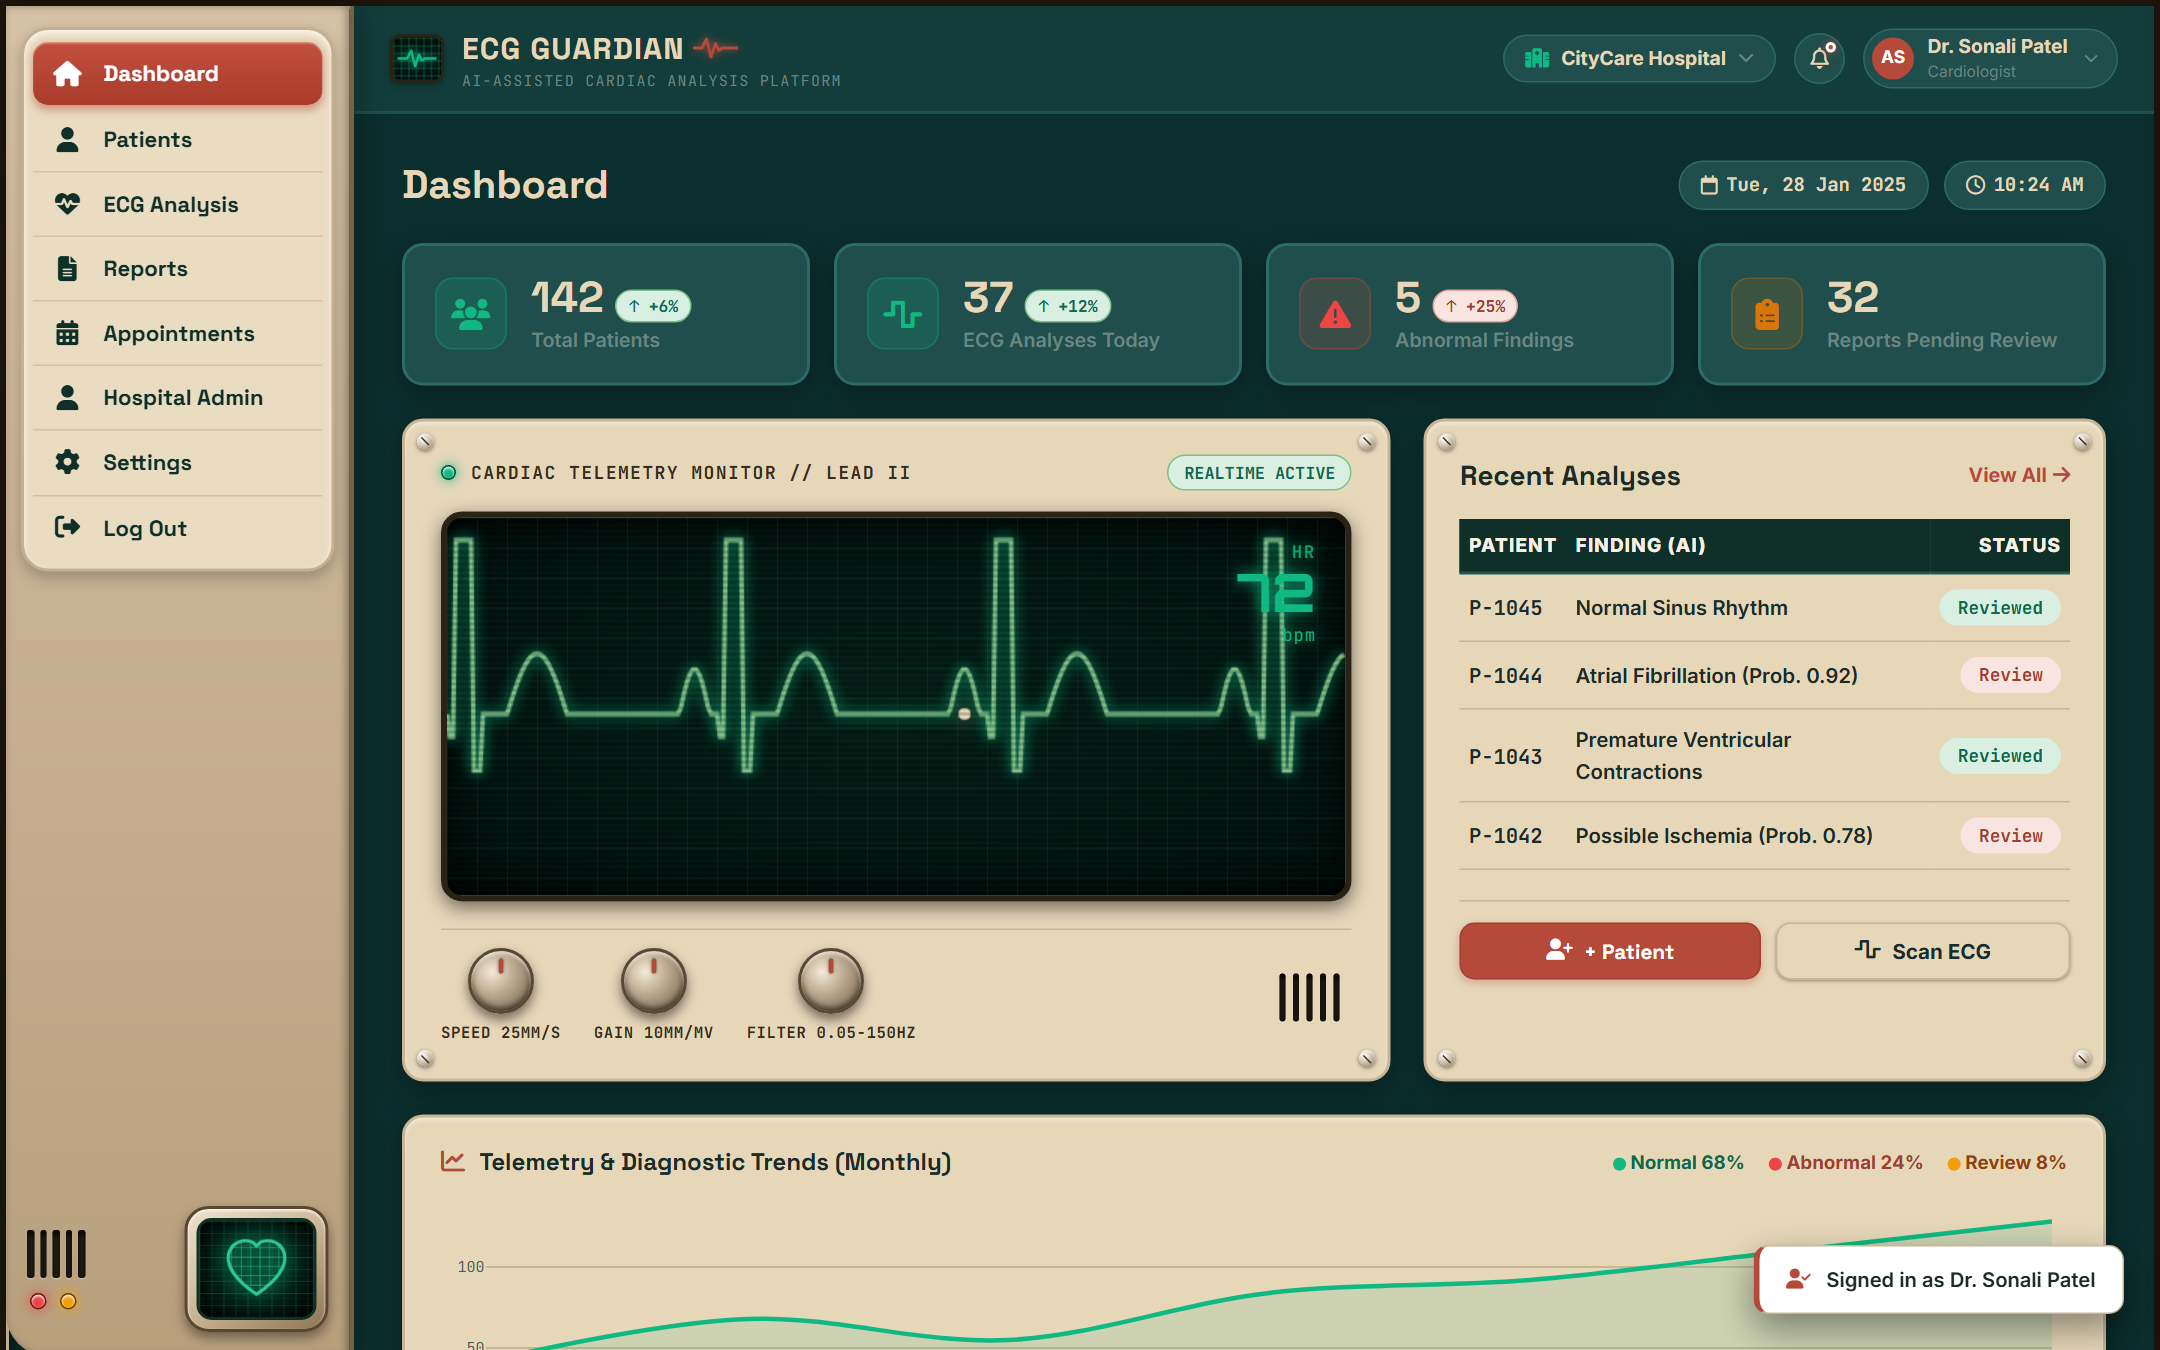 Dashboard
Patients
ECG Analysis
Reports
Appointments
Hospital Admin
Settings
Log Out
ECG GUARDIAN
AI-ASSISTED CARDIAC ANALYSIS PLATFORM
CityCare Hospital
AS
Dr. Sonali Patel
Cardiologist
Dashboard
Tue, 28 Jan 2025
10:24 AM
142 ↑ +6%
Total Patients
37 ↑ +12%
ECG Analyses Today
5 ↑ +25%
Abnormal Findings
32
Reports Pending Review
CARDIAC TELEMETRY MONITOR // LEAD II
REALTIME ACTIVE
HR
72
bpm
SPEED 25MM/S
GAIN 10MM/MV
FILTER 0.05-150HZ
Recent Analyses
View All →
PATIENT FINDING (AI) STATUS
P-1045 Normal Sinus Rhythm Reviewed
P-1044 Atrial Fibrillation (Prob. 0.92) Review
P-1043 Premature Ventricular Contractions Reviewed
P-1042 Possible Ischemia (Prob. 0.78) Review
+ Patient
Scan ECG
Telemetry & Diagnostic Trends (Monthly)
Normal 68% Abnormal 24% Review 8%
100
50
Signed in as Dr. Sonali Patel